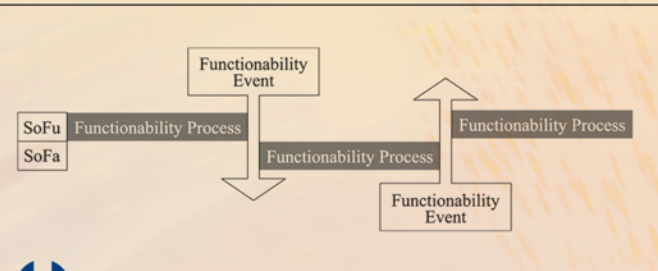 Functionability
Event
SoFu Functionability Process
Functionability Process
SoFa
Functionability Process
Functionability
Event